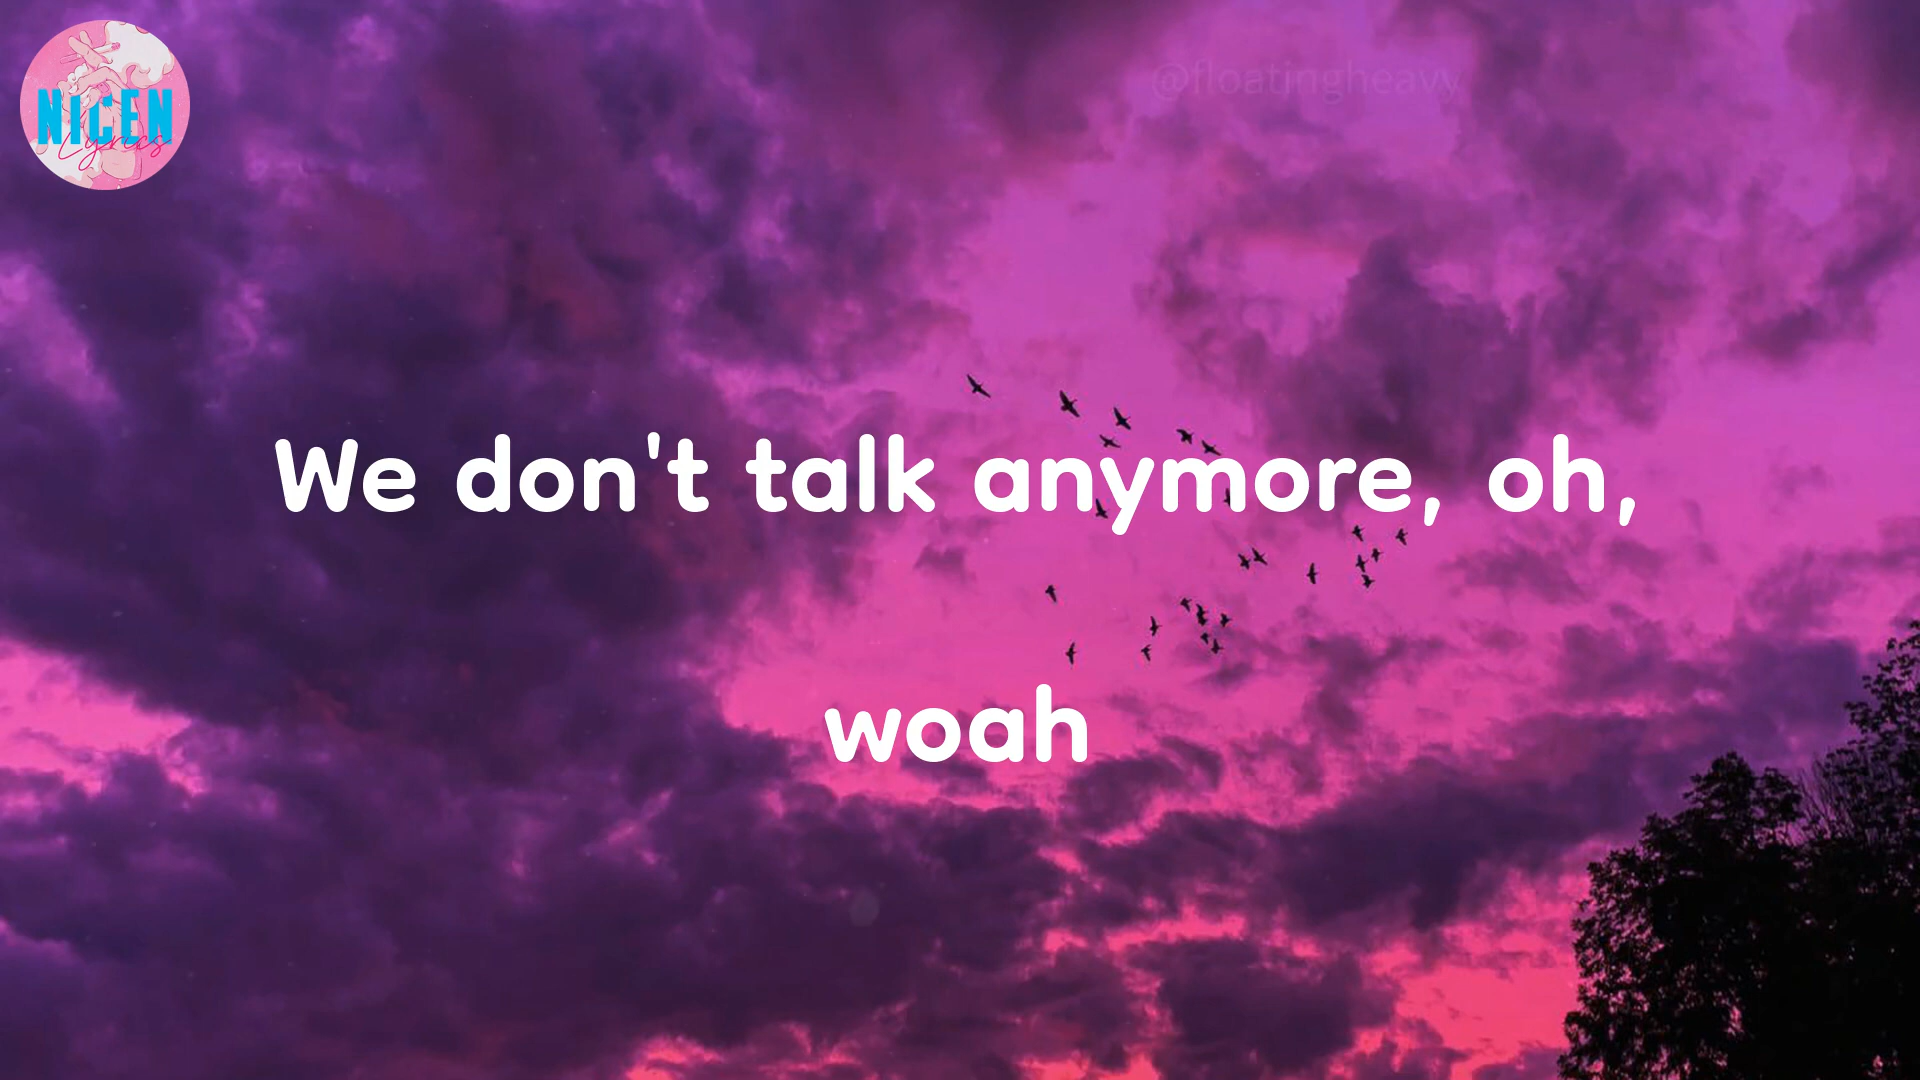 NICEN
Lyrics
@floatingheavy
We don't talk anymore, oh,
woah